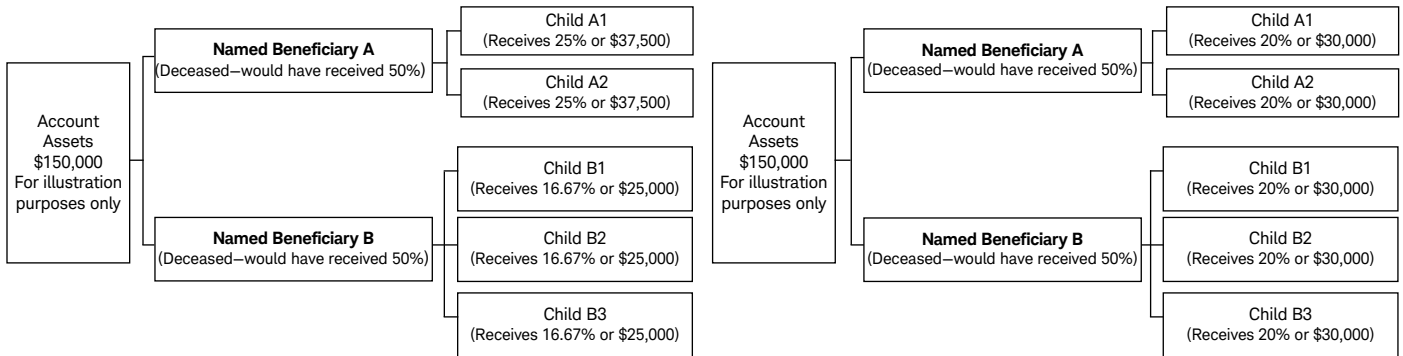 Account
Assets
$150,000
For illustration
purposes only
Named Beneficiary A
(Deceased—would have received 50%)
Child A1
(Receives 25% or $37,500)
Child A2
(Receives 25% or $37,500)
Named Beneficiary B
(Deceased—would have received 50%)
Child B1
(Receives 16.67% or $25,000)
Child B2
(Receives 16.67% or $25,000)
Child B3
(Receives 16.67% or $25,000)
Account
Assets
$150,000
For illustration
purposes only
Named Beneficiary A
(Deceased—would have received 50%)
Child A1
(Receives 20% or $30,000)
Child A2
(Receives 20% or $30,000)
Named Beneficiary B
(Deceased—would have received 50%)
Child B1
(Receives 20% or $30,000)
Child B2
(Receives 20% or $30,000)
Child B3
(Receives 20% or $30,000)